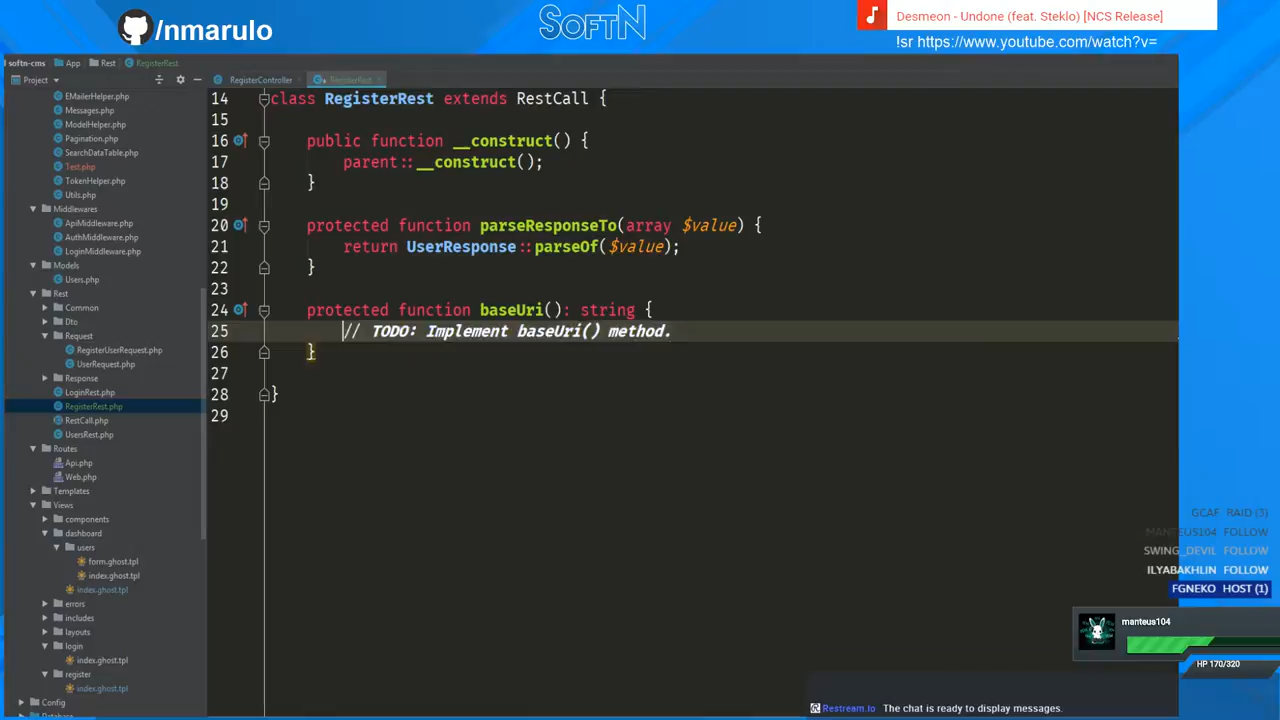 /nmarulo
SOFTN
Desmeon - Undone (feat. Steklo) [NCS Release]
!sr https://www.youtube.com/watch?v=
softn-cms
App
Rest
RegisterRest
Project
RegisterController
RegisterRest
EMailerHelper.php
Messages.php
ModelHelper.php
Pagination.php
SearchDataTable.php
Test.php
TokenHelper.php
Utils.php
Middlewares
ApiMiddleware.php
AuthMiddleware.php
LoginMiddleware.php
Models
Users.php
Rest
Common
Dto
Request
RegisterUserRequest.php
UserRequest.php
Response
LoginRest.php
RegisterRest.php
RestCall.php
UsersRest.php
Routes
Api.php
Web.php
Templates
Views
components
dashboard
users
form.ghost.tpl
index.ghost.tpl
index.ghost.tpl
errors
includes
layouts
login
index.ghost.tpl
register
index.ghost.tpl
Config
Database
14 class RegisterRest extends RestCall {
15
16 public function __construct() {
17 parent::__construct();
18 }
19
20 protected function parseResponseTo(array $value) {
21 return UserResponse::parseOf($value);
22 }
23
24 protected function baseUri(): string {
25 // TODO: Implement baseUri() method.
26 }
27
28 }
29
GCAF RAID (3)
MANTEUS104 FOLLOW
SWING_DEVIL FOLLOW
ILYABAKHLIN FOLLOW
FGNEKO HOST (1)
manteus104
HP 170/320
Restream.io The chat is ready to display messages.